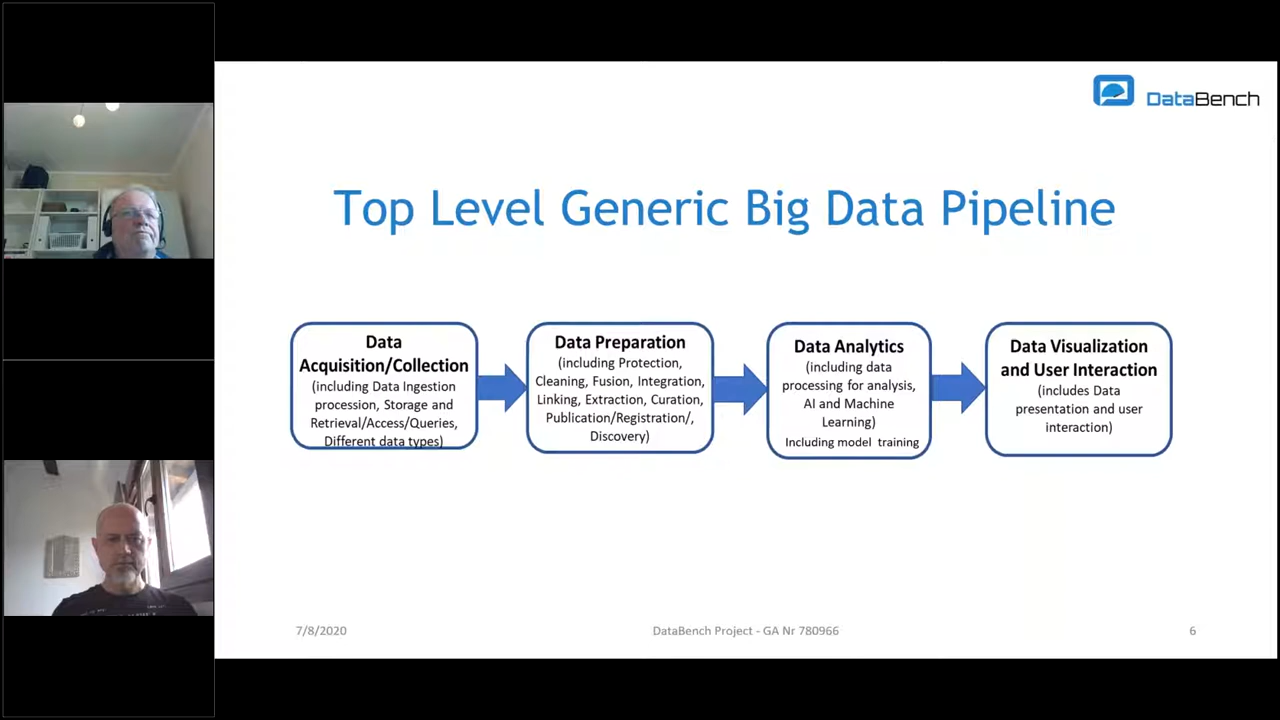 DataBench
Top Level Generic Big Data Pipeline
Data
Acquisition/Collection
(including Data Ingestion
procession, Storage and
Retrieval/Access/Queries,
Different data types)
Data Preparation
(including Protection,
Cleaning, Fusion, Integration,
Linking, Extraction, Curation,
Publication/Registration/,
Discovery)
Data Analytics
(including data
processing for analysis,
AI and Machine
Learning)
Including model training
Data Visualization
and User Interaction
(includes Data
presentation and user
interaction)
7/8/2020
DataBench Project - GA Nr 780966
6